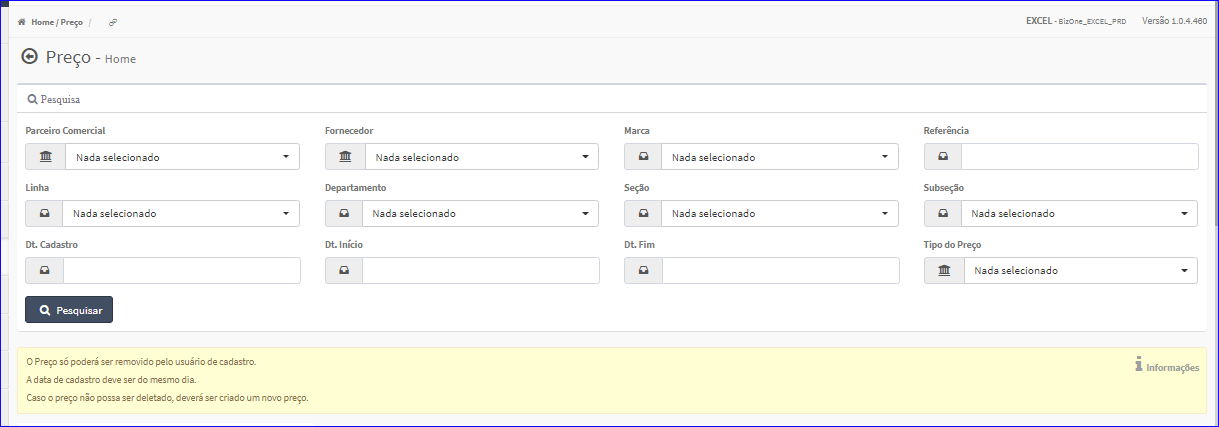 Home / Preço /
EXCEL - BizOne_EXCEL_PRD Versão 1.0.4.460
Preço - Home
Pesquisa
Parceiro Comercial Fornecedor Marca Referência
Nada selecionado Nada selecionado Nada selecionado
Linha Departamento Seção Subseção
Nada selecionado Nada selecionado Nada selecionado Nada selecionado
Dt. Cadastro Dt. Início Dt. Fim Tipo do Preço
Nada selecionado
Pesquisar
O Preço só poderá ser removido pelo usuário de cadastro.
Informações
A data de cadastro deve ser do mesmo dia.
Caso o preço não possa ser deletado, deverá ser criado um novo preço.